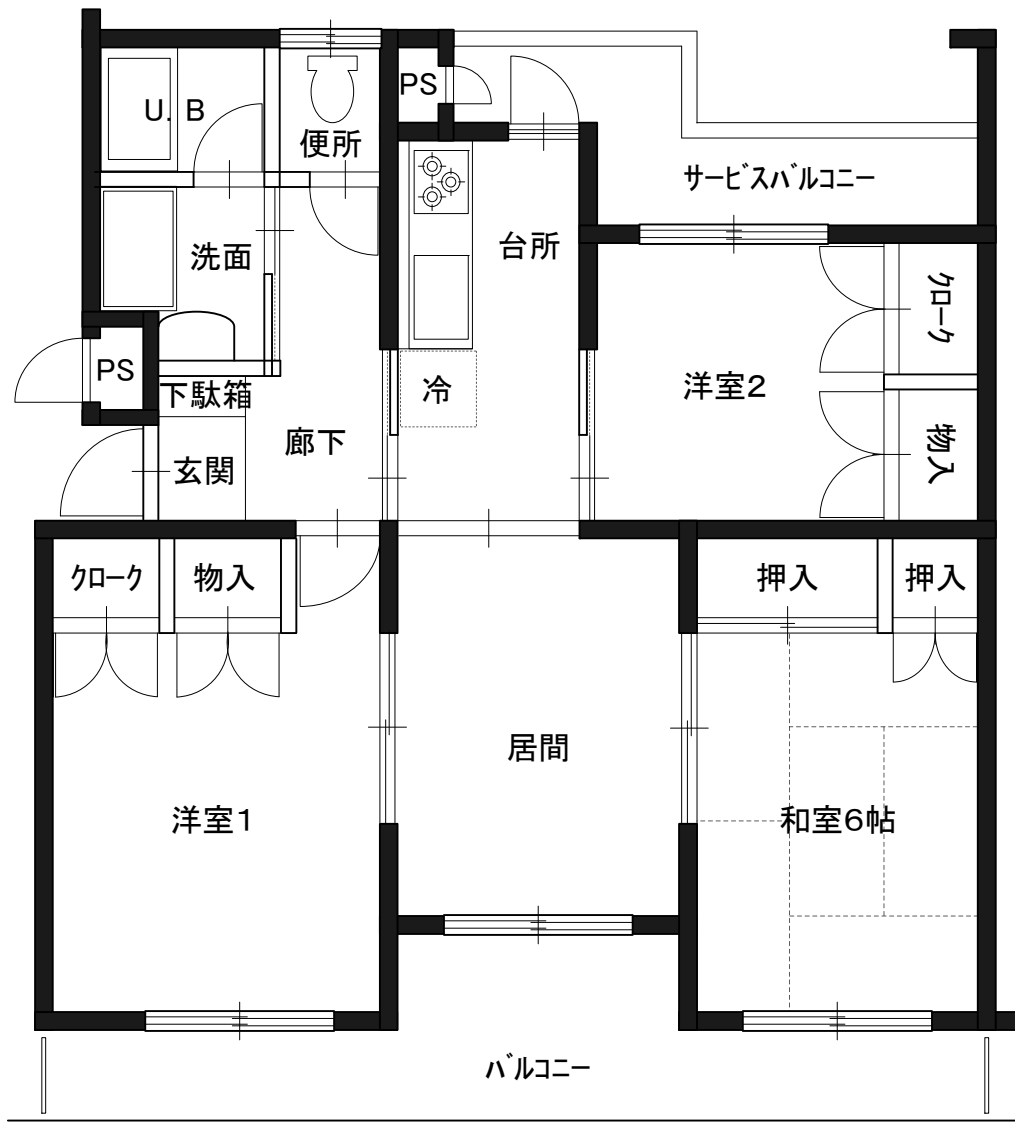 PS
U. B
便所
サービスバルコニー
台所
洗面
クローク
PS
冷
洋室2
下駄箱
廊下
物入
玄関
クローク
物入
押入
押入
居間
洋室1
和室6帖
バルコニー